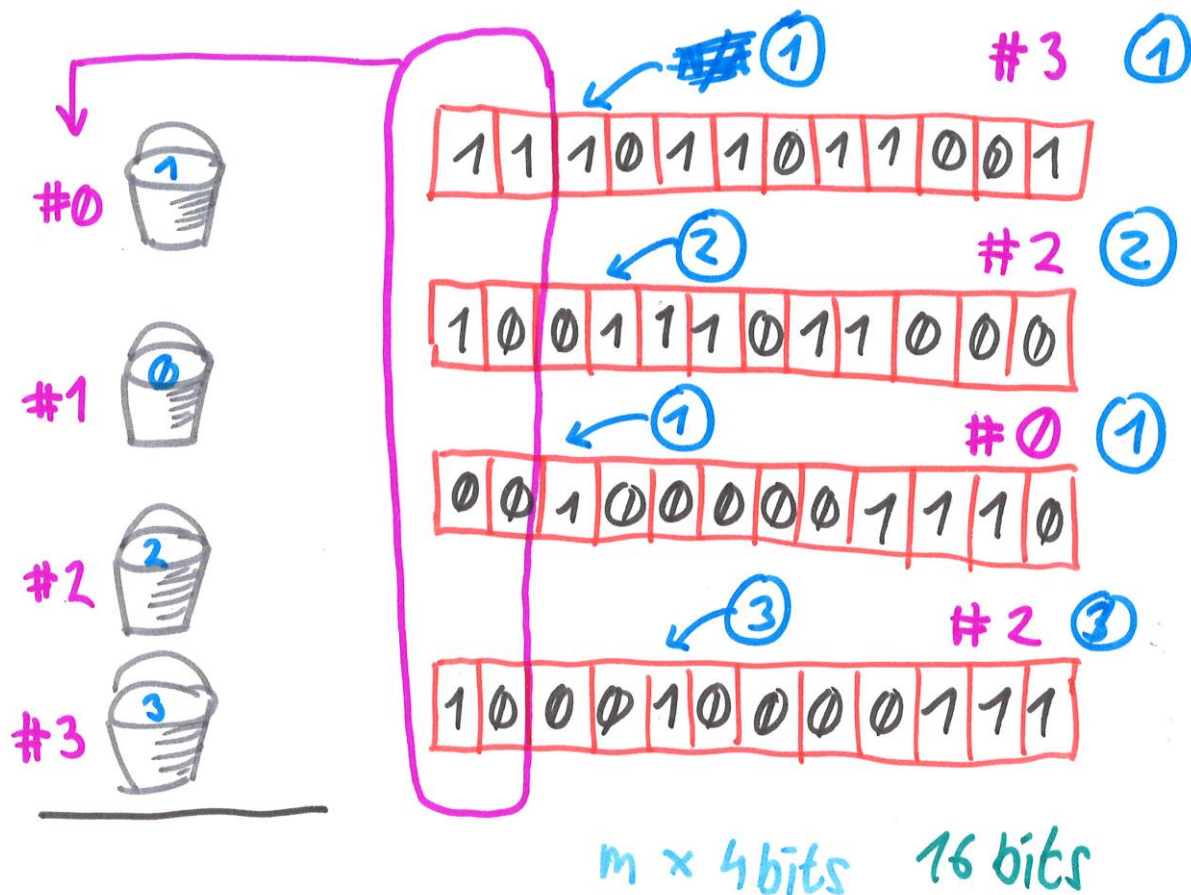 1 #3 1
1 1 1 0 1 1 0 1 1 0 0 1
#0 1
2 #2 2
1 0 0 1 1 1 0 1 1 0 0 0
#1 0
1 #0 1
0 0 1 0 0 0 0 0 1 1 1 0
#2 2
3 #2 3
1 0 0 0 1 0 0 0 0 1 1 1
#3 3
m × 4bits 16 bits